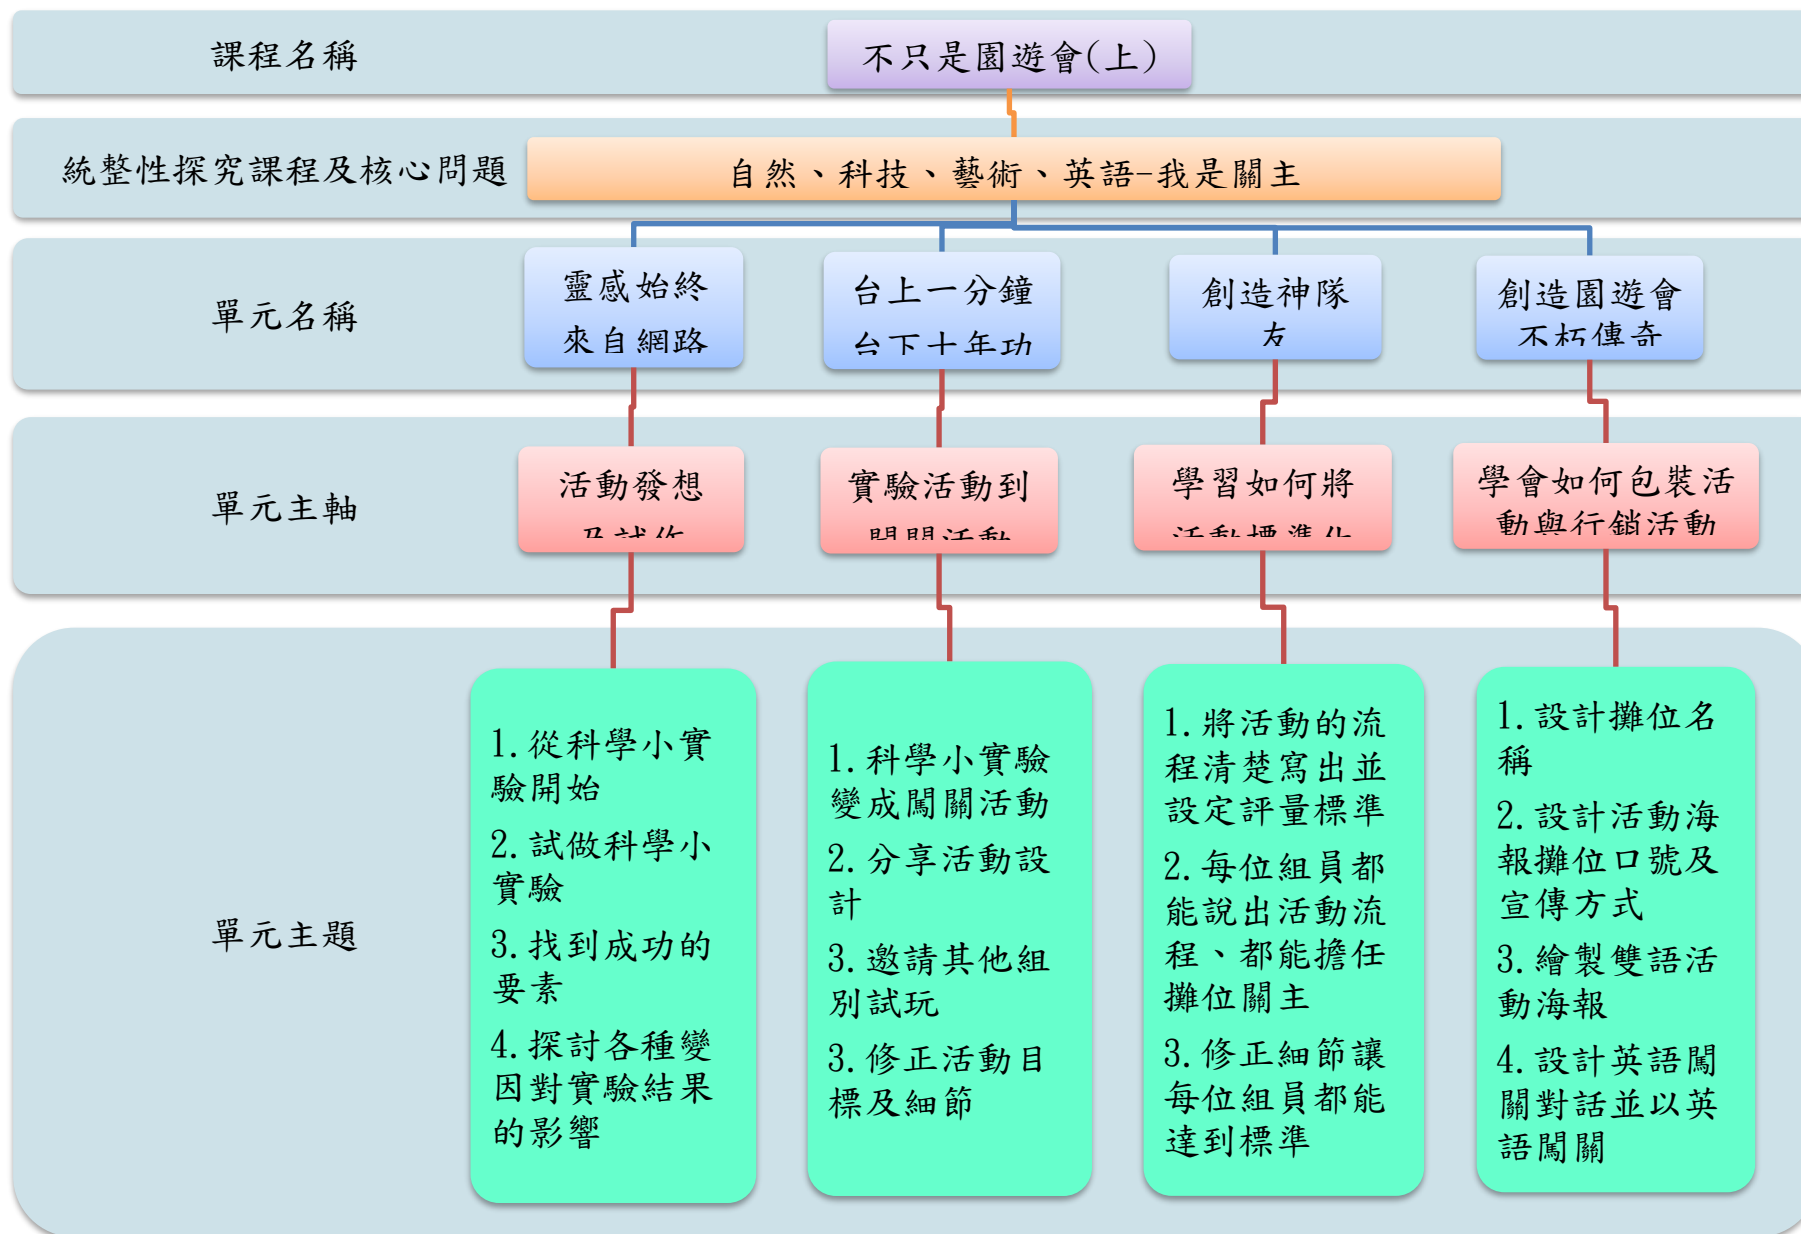 課程名稱
不只是園遊會(上)
統整性探究課程及核心問題
自然、科技、藝術、英語-我是關主
單元名稱
靈感始終
來自網路
台上一分鐘
台下十年功
創造神隊
友
創造園遊會
不朽傳奇
單元主軸
活動發想
及試作
實驗活動到
闖關活動
學習如何將
活動標準化
學會如何包裝活
動與行銷活動
單元主題
1.從科學小實
驗開始
2.試做科學小
實驗
3.找到成功的
要素
4.探討各種變
因對實驗結果
的影響
1.科學小實驗
變成闖關活動
2.分享活動設
計
3.邀請其他組
別試玩
3.修正活動目
標及細節
1.將活動的流
程清楚寫出並
設定評量標準
2.每位組員都
能說出活動流
程、都能擔任
攤位關主
3.修正細節讓
每位組員都能
達到標準
1.設計攤位名
稱
2.設計活動海
報攤位口號及
宣傳方式
3.繪製雙語活
動海報
4.設計英語闖
關對話並以英
語闖關